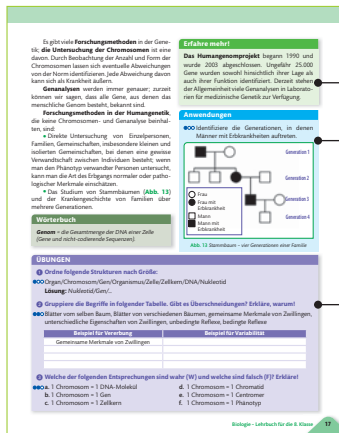 Es gibt viele Forschungsmethoden in der Gene-
tik; die Untersuchung der Chromosomen ist eine
davon. Durch Beobachtung der Anzahl und Form der
Chromosomen lassen sich eventuelle Abweichungen
von der Norm identifizieren. Jede Abweichung davon
kann sich als Krankheit äußern.
Genanalysen werden immer genauer; zurzeit
können wir sagen, dass alle Gene, aus denen das
menschliche Genom besteht, bekannt sind.
Forschungsmethoden in der Humangenetik,
die keine Chromosomen- und Genanalyse beinhal-
ten, sind:
• Direkte Untersuchung von Einzelpersonen,
Familien, Gemeinschaften, insbesondere kleinen und
isolierten Gemeinschaften, bei denen eine gewisse
Verwandtschaft zwischen Individuen besteht; wenn
man den Phänotyp verwandter Personen untersucht,
kann man die Art des Erbgangs normaler oder patho-
logischer Merkmale einschätzen.
• Das Studium von Stammbäumen (Abb. 13)
und der Krankengeschichte von Familien über
mehrere Generationen.
Wörterbuch
Genom = die Gesamtmenge der DNA einer Zelle
(Gene und nicht-codierende Sequenzen).
Erfahre mehr!
Das Humangenomprojekt begann 1990 und
wurde 2003 abgeschlossen. Ungefähr 25.000
Gene wurden sowohl hinsichtlich ihrer Lage als
auch ihrer Funktion identifiziert. Derzeit stehen
der Allgemeinheit viele Genanalysen in Laborato-
rien für medizinische Genetik zur Verfügung.
Anwendungen
Identifiziere die Generationen, in denen
Männer mit Erbkrankheiten auftreten.
Generation 1
Generation 2
Generation 3
Generation 4
Frau
Frau mit
Erbkrankheit
Mann
Mann mit
Erbkrankheit
Abb. 13 Stammbaum – vier Generationen einer Familie
ÜBUNGEN
1 Ordne folgende Strukturen nach Größe:
Organ/Chromosom/Gen/Organismus/Zelle/Zellkern/DNA/Nukleotid
Lösung: Nukleotid/Gen/...
2 Gruppiere die Begriffe in folgender Tabelle. Gibt es Überschneidungen? Erkläre, warum!
Blätter vom selben Baum, Blätter von verschiedenen Bäumen, gemeinsame Merkmale von Zwillingen,
unterschiedliche Eigenschaften von Zwillingen, unbedingte Reflexe, bedingte Reflexe
Beispiel für Vererbung Beispiel für Variabilität
Gemeinsame Merkmale von Zwillingen
3 Welche der folgenden Entsprechungen sind wahr (W) und welche sind falsch (F)? Erkläre!
a. 1 Chromosom = 1 DNA-Molekül d. 1 Chromosom = 1 Chromatid
b. 1 Chromosom = 1 Gen e. 1 Chromosom = 1 Centromer
c. 1 Chromosom = 1 Zellkern f. 1 Chromosom = 1 Phänotyp
Biologie – Lehrbuch für die 8. Klasse 17